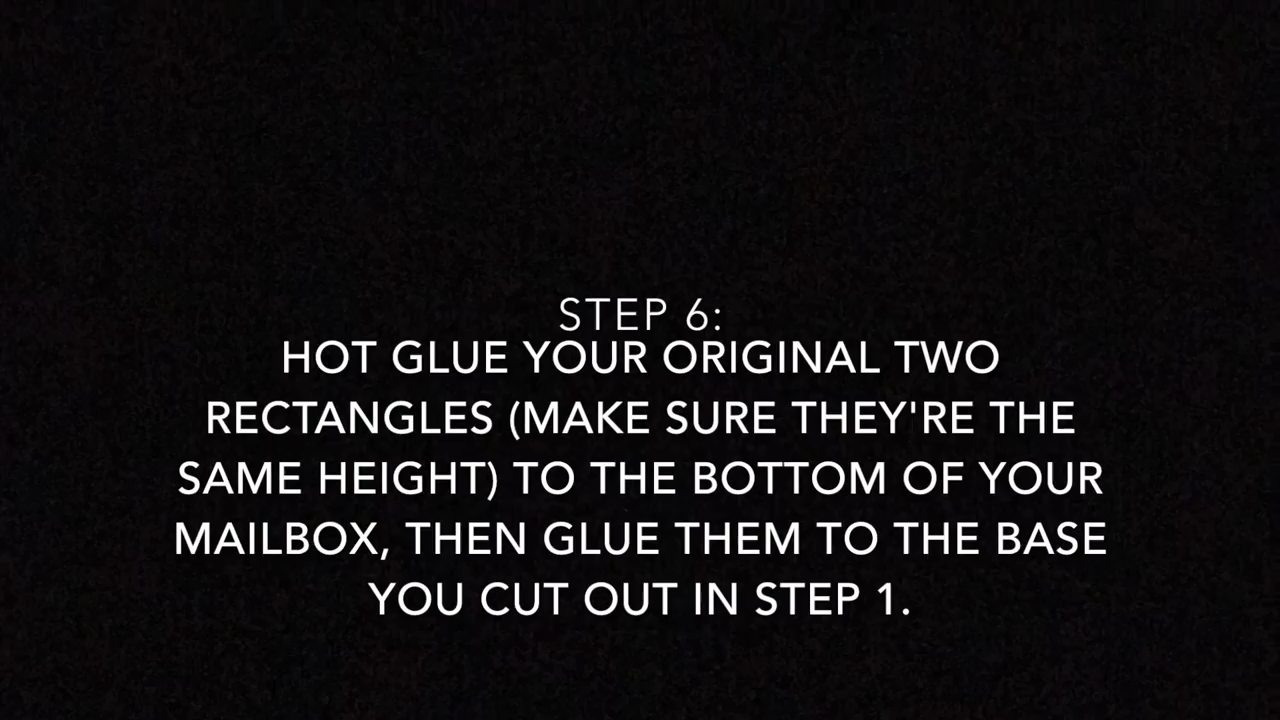 STEP 6:
HOT GLUE YOUR ORIGINAL TWO
RECTANGLES (MAKE SURE THEY'RE THE
SAME HEIGHT) TO THE BOTTOM OF YOUR
MAILBOX, THEN GLUE THEM TO THE BASE
YOU CUT OUT IN STEP 1.